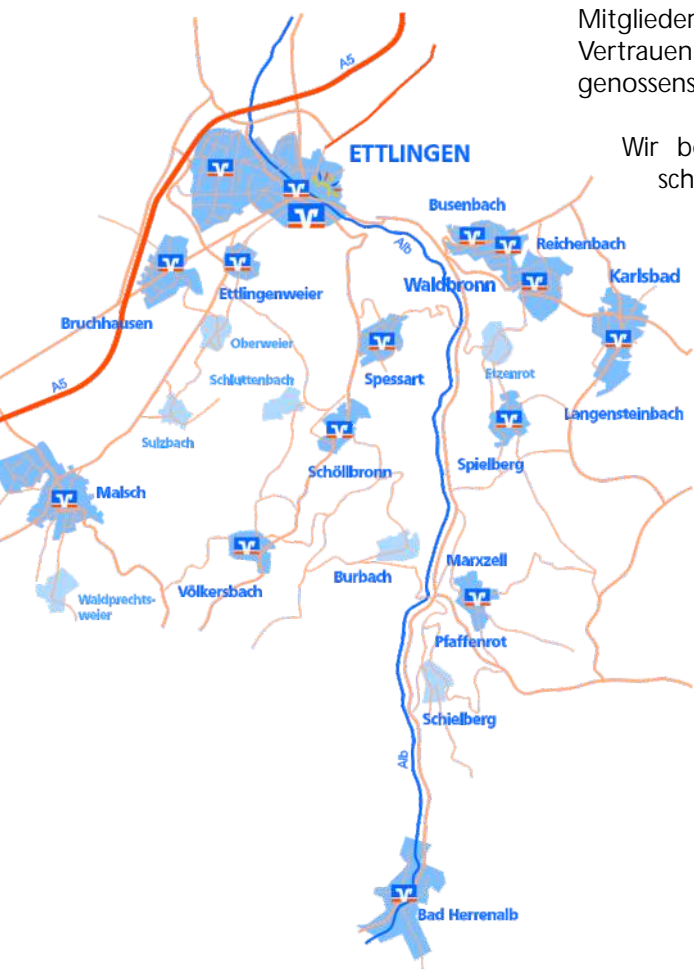 Mitglieder
Vertrauen
genossens
Wir be
sch
A5
ETTLINGEN
Busenbach
Alb
Reichenbach
Waldbronn
Karlsbad
Ettlingenweier
Bruchhausen
Oberweier
A5
Spessart
Etzenrot
Schluttenbach
Langensteinbach
Sulzbach
Schöllbronn
Spielberg
Malsch
Marxzell
Völkersbach
Burbach
Waldprechts-
weier
Pfaffenrot
Schielberg
Alb
Bad Herrenalb